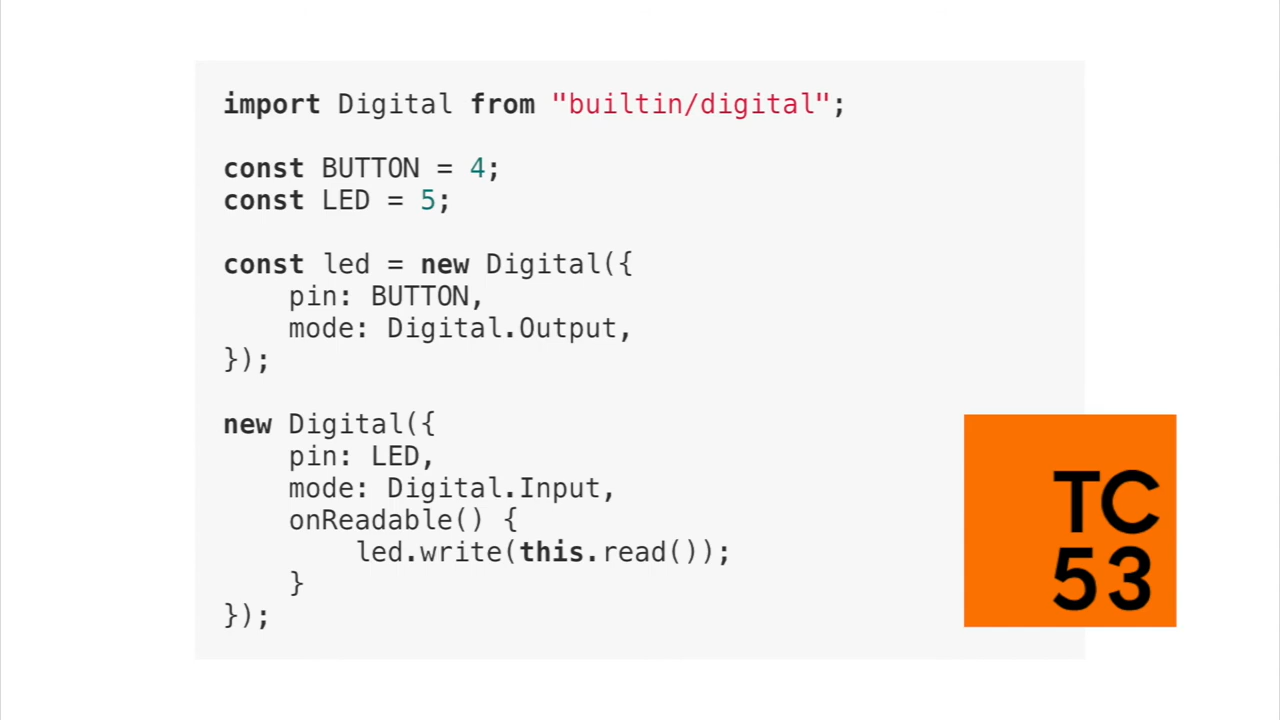 import Digital from "builtin/digital";
const BUTTON = 4;
const LED = 5;
const led = new Digital({
    pin: BUTTON,
    mode: Digital.Output,
});
new Digital({
    pin: LED,
    mode: Digital.Input,
    onReadable() {
        led.write(this.read());
    }
});
TC
53